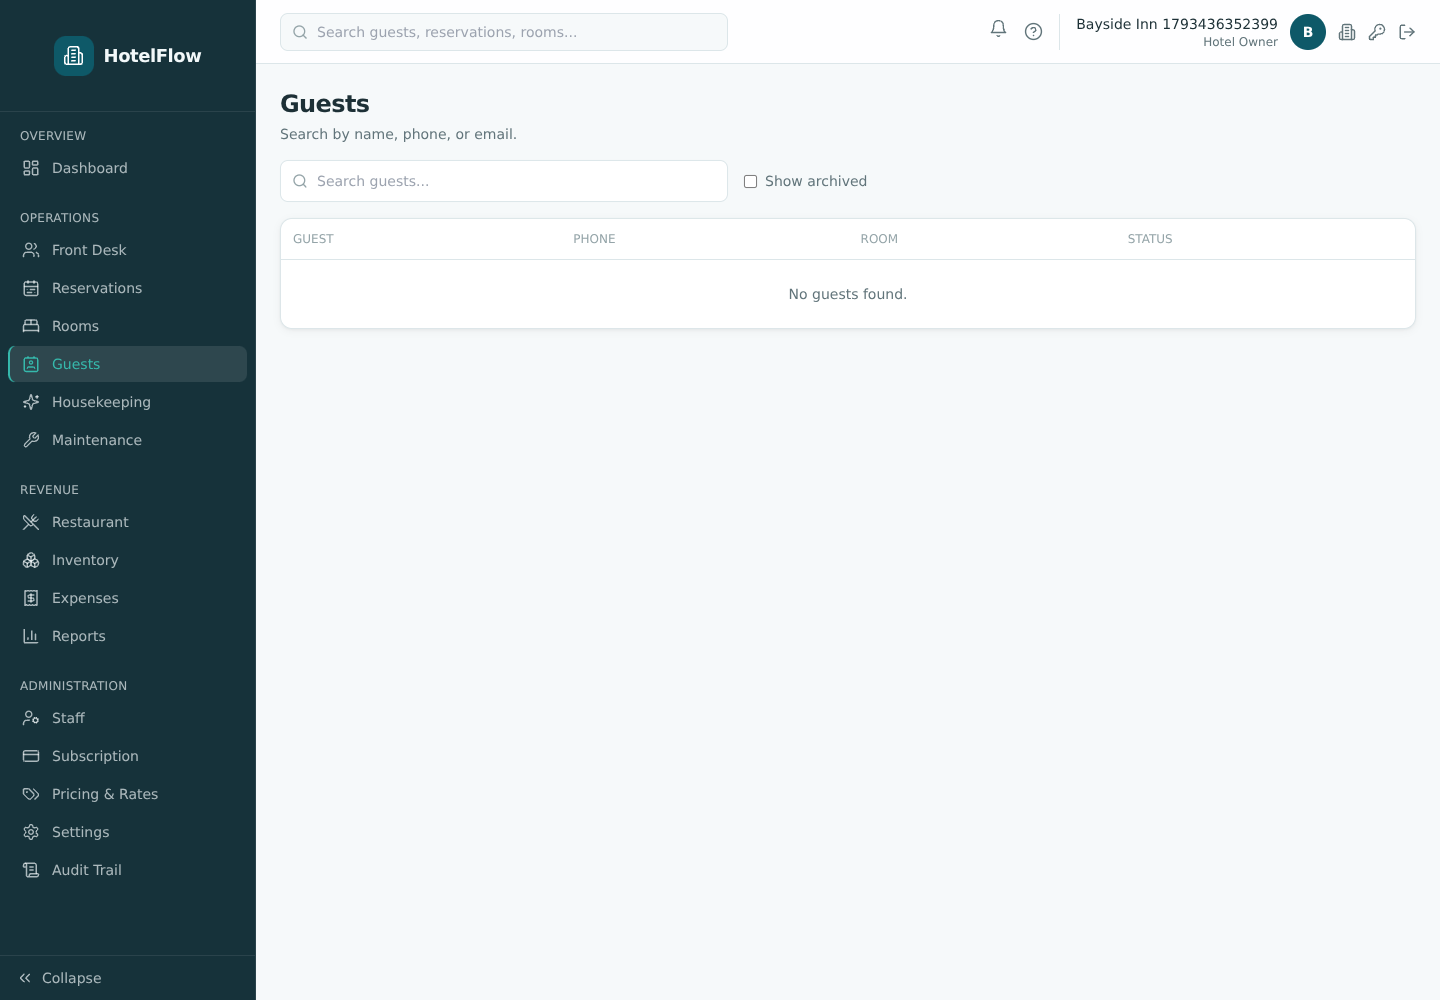 HotelFlow
Search guests, reservations, rooms...
Bayside Inn 1793436352399
Hotel Owner
B
OVERVIEW
Dashboard
OPERATIONS
Front Desk
Reservations
Rooms
Guests
Housekeeping
Maintenance
REVENUE
Restaurant
Inventory
Expenses
Reports
ADMINISTRATION
Staff
Subscription
Pricing & Rates
Settings
Audit Trail
Collapse
Guests
Search by name, phone, or email.
Search guests...
Show archived
GUEST PHONE ROOM STATUS
No guests found.